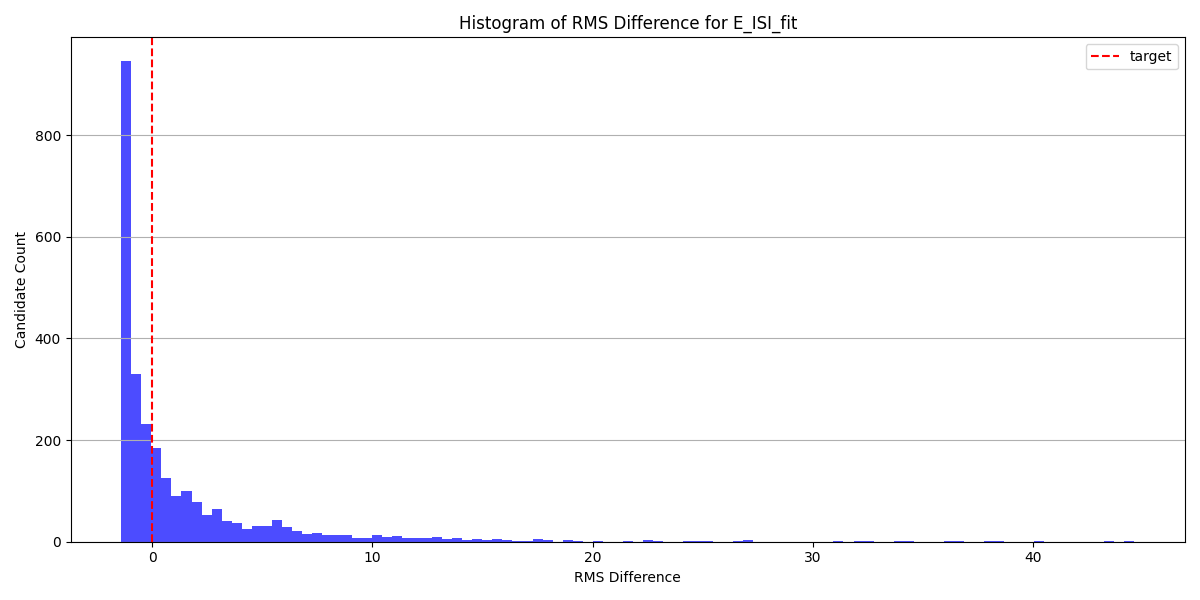 Histogram of RMS Difference for E_ISI_fit
target
Candidate Count
800
600
400
200
0
0 10 20 30 40
RMS Difference